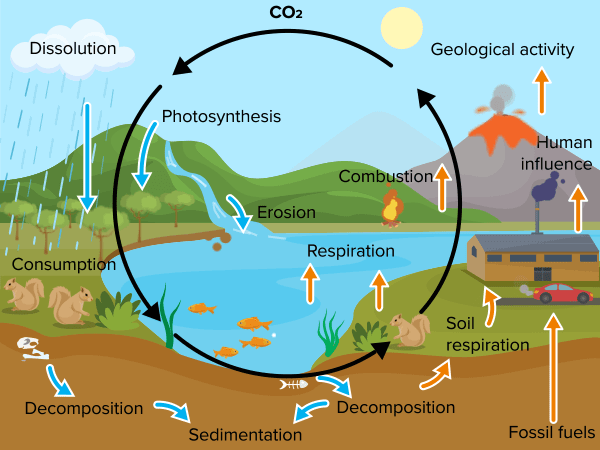 CO₂
Dissolution
Geological activity
Photosynthesis
Human
influence
Combustion
Erosion
Respiration
Consumption
Soil
respiration
Decomposition
Decomposition
Sedimentation
Fossil fuels